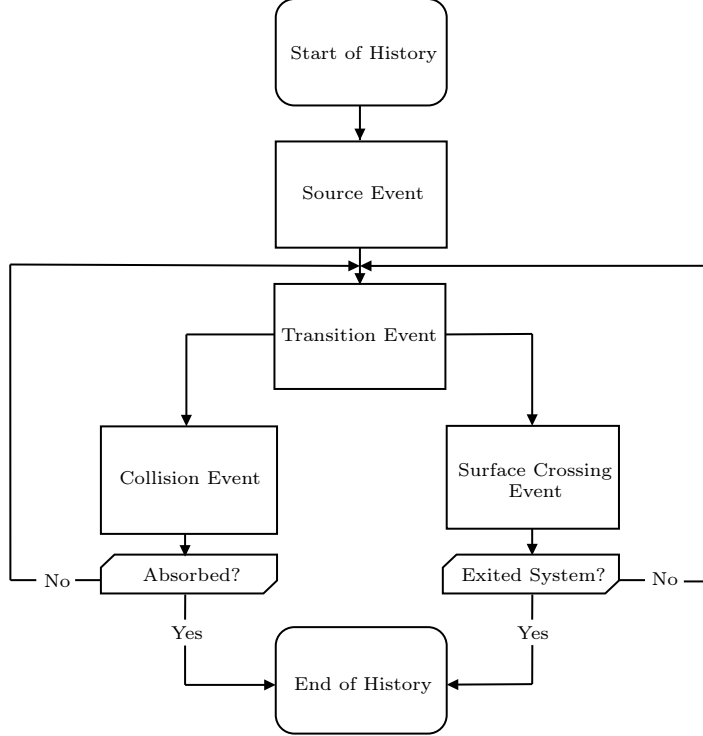 Start of History
Source Event
Transition Event
Collision Event
Surface Crossing
Event
No
Absorbed?
Exited System?
No
Yes
Yes
End of History